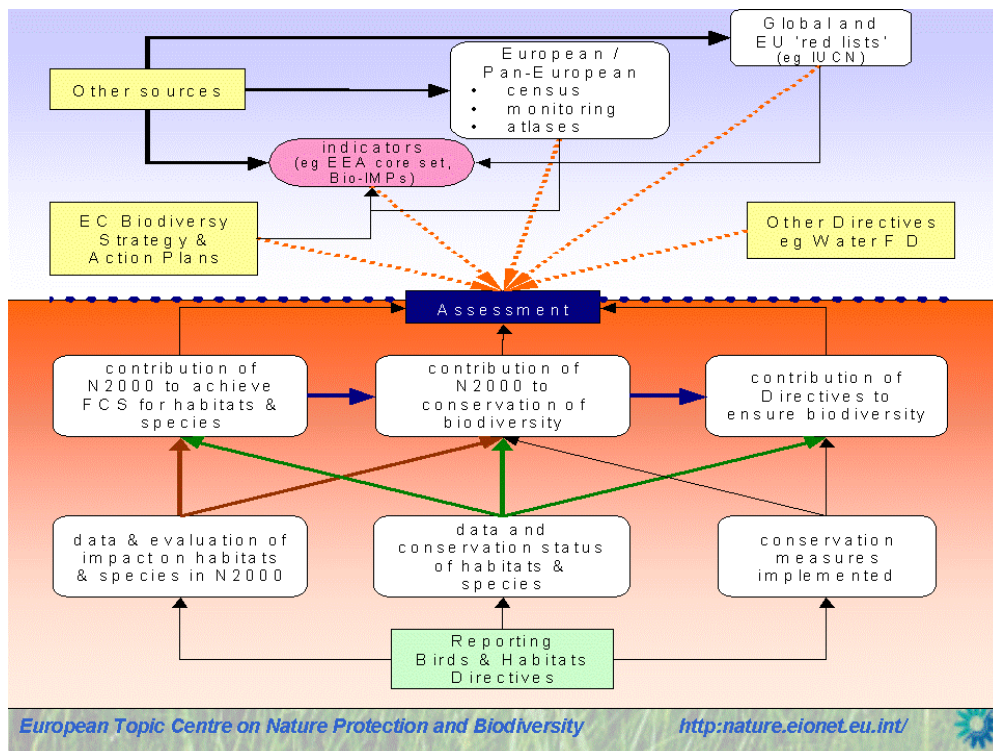 Global and
EU 'red lists'
(eg IUCN)
European /
Pan-European
• census
• monitoring
• atlases
Other sources
indicators
(eg EEA core set,
Bio-IMPs)
EC Biodiversy
Strategy &
Action Plans
Other Directives
eg Water F D
Assessment
contribution of
N2000 to achieve
FCS for habitats &
species
contribution of
N2000 to
conservation of
biodiversity
contribution of
Directives to
ensure biodiversity
data & evaluation of
impact on habitats
& species in N2000
data and
conservation status
of habitats &
species
conservation
measures
implemented
Reporting
Birds & Habitats
Directives
European Topic Centre on Nature Protection and Biodiversity
http:nature.eionet.eu.int/